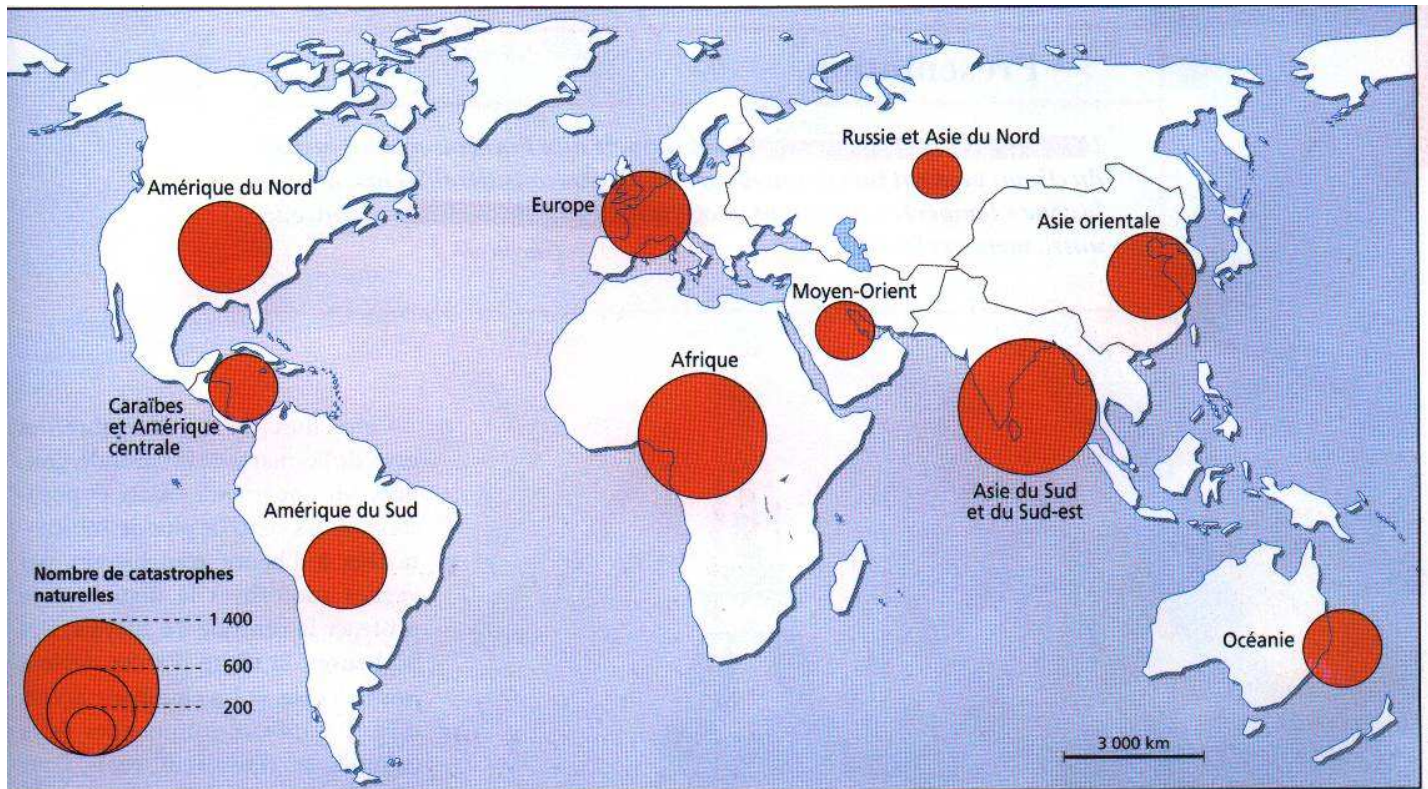 Russie et Asie du Nord
Amérique du Nord
Europe
Asie orientale
Moyen-Orient
Afrique
Caraïbes
et Amérique
centrale
Asie du Sud
et du Sud-est
Amérique du Sud
Nombre de catastrophes
naturelles
1 400
600
200
Océanie
3 000 km